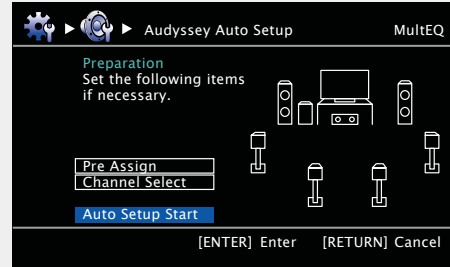 Audyssey Auto Setup MultEQ
Preparation
Set the following items
if necessary.
Pre Assign
Channel Select
Auto Setup Start
[ENTER] Enter [RETURN] Cancel